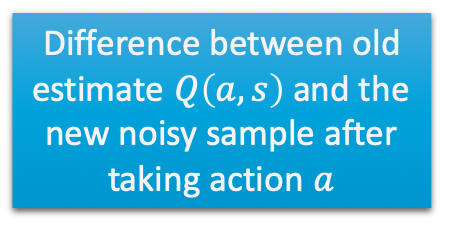 Difference between old
estimate Q(a, s) and the
new noisy sample after
taking action a